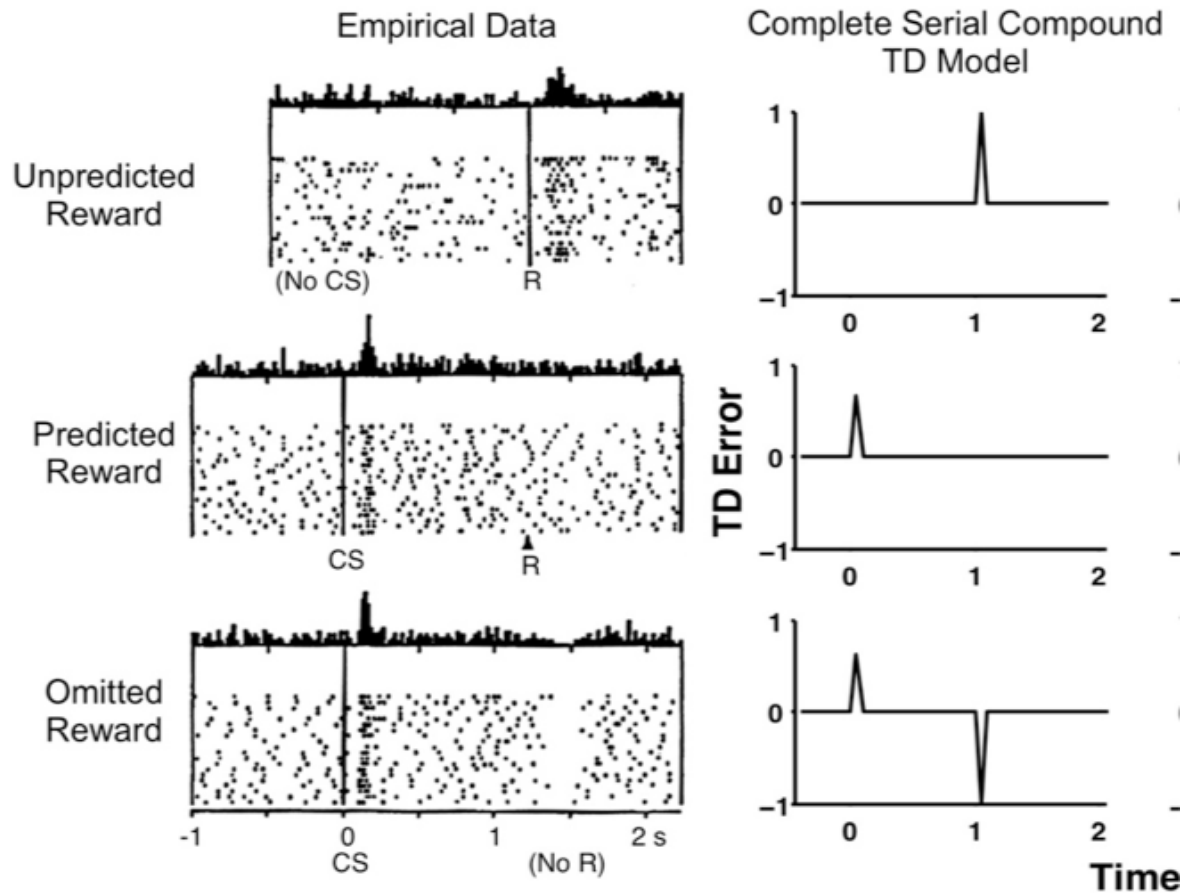 Empirical Data
Complete Serial Compound
TD Model
Unpredicted
Reward
(No CS)
R
1
0
−1
0 1 2
Predicted
Reward
CS
R
TD Error
1
0
−1
0 1 2
Omitted
Reward
-1 0 1 2 s
CS
(No R)
1
0
−1
0 1 2
Time